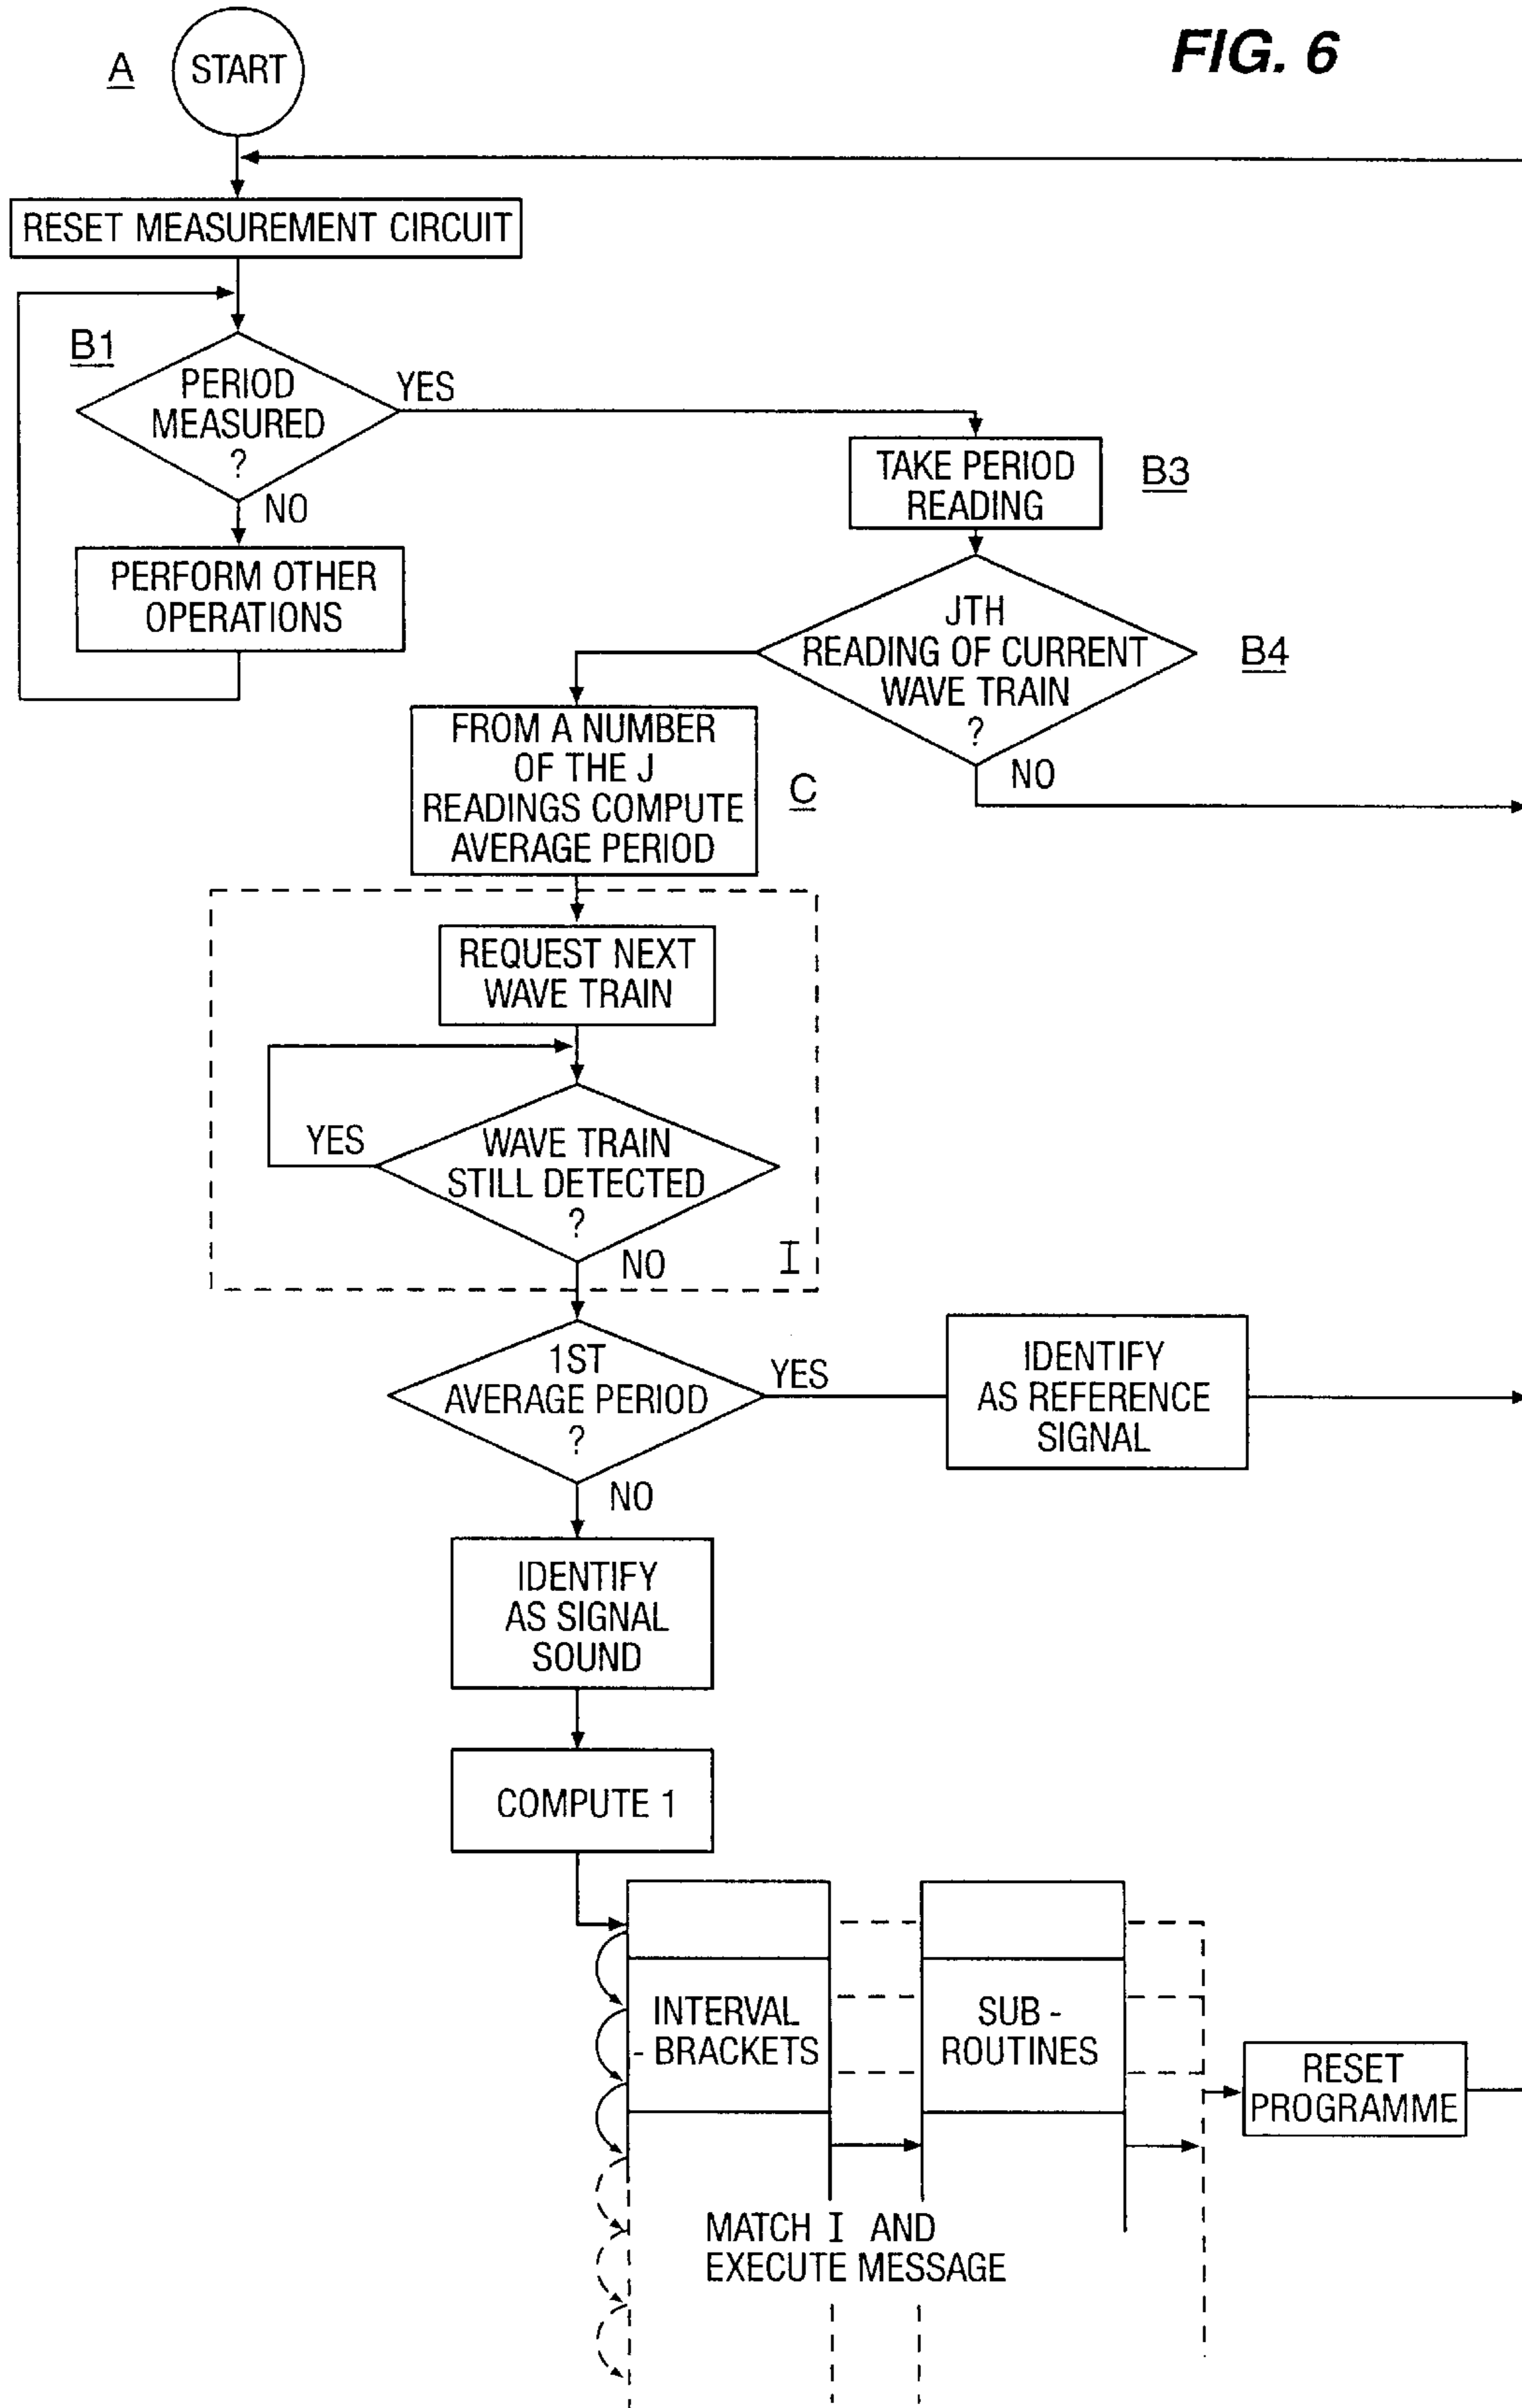 FIG. 6
A
START
RESET MEASUREMENT CIRCUIT
B1
PERIOD
MEASURED
?
YES
NO
PERFORM OTHER
OPERATIONS
TAKE PERIOD
READING
B3
JTH
READING OF CURRENT
WAVE TRAIN
?
B4
NO
FROM A NUMBER
OF THE J
READINGS COMPUTE
AVERAGE PERIOD
C
REQUEST NEXT
WAVE TRAIN
YES
WAVE TRAIN
STILL DETECTED
?
NO
I
1ST
AVERAGE PERIOD
?
YES
IDENTIFY
AS REFERENCE
SIGNAL
NO
IDENTIFY
AS SIGNAL
SOUND
COMPUTE 1
INTERVAL
- BRACKETS
SUB -
ROUTINES
RESET
PROGRAMME
MATCH I AND
EXECUTE MESSAGE